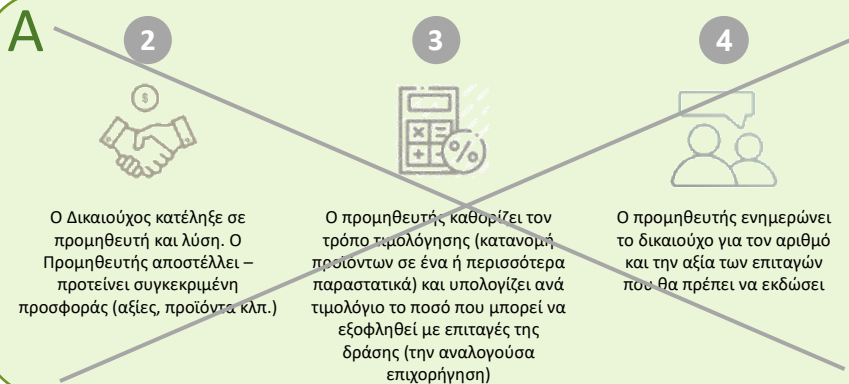 A
2
3
4
Ο Δικαιούχος κατέληξε σε
προμηθευτή και λύση. Ο
Προμηθευτής αποστέλλει –
προτείνει συγκεκριμένη
προσφοράς (αξίες, προϊόντα κλπ.)
Ο προμηθευτής καθορίζει τον
τρόπο τιμολόγησης (κατανομή
προϊόντων σε ένα ή περισσότερα
παραστατικά) και υπολογίζει ανά
τιμολόγιο το ποσό που μπορεί να
εξοφληθεί με επιταγές της
δράσης (την αναλογούσα
επιχορήγηση)
Ο προμηθευτής ενημερώνει
το δικαιούχο για τον αριθμό
και την αξία των επιταγών
που θα πρέπει να εκδώσει